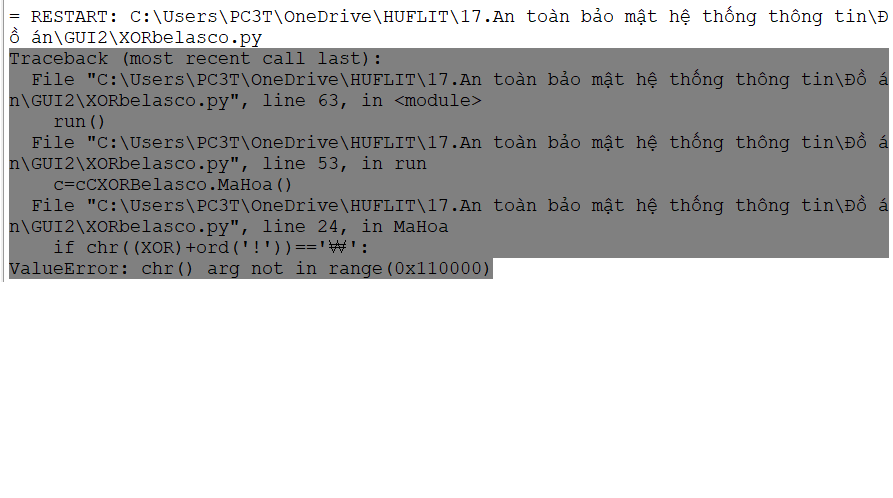 = RESTART: C:\Users\PC3T\OneDrive\HUFLIT\17.An toàn bảo mật hệ thống thông tin\Đ
ồ án\GUI2\XORbelasco.py
Traceback (most recent call last):
  File "C:\Users\PC3T\OneDrive\HUFLIT\17.An toàn bảo mật hệ thống thông tin\Đồ á
n\GUI2\XORbelasco.py", line 63, in <module>
    run()
  File "C:\Users\PC3T\OneDrive\HUFLIT\17.An toàn bảo mật hệ thống thông tin\Đồ á
n\GUI2\XORbelasco.py", line 53, in run
    c=cCXORBelasco.MaHoa()
  File "C:\Users\PC3T\OneDrive\HUFLIT\17.An toàn bảo mật hệ thống thông tin\Đồ á
n\GUI2\XORbelasco.py", line 24, in MaHoa
    if chr((XOR)+ord('!'))=='₩':
ValueError: chr() arg not in range(0x110000)